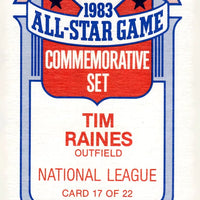 1983
ALL-STAR GAME
COMMEMORATIVE
SET
TIM
RAINES
OUTFIELD
NATIONAL LEAGUE
CARD 17 OF 22